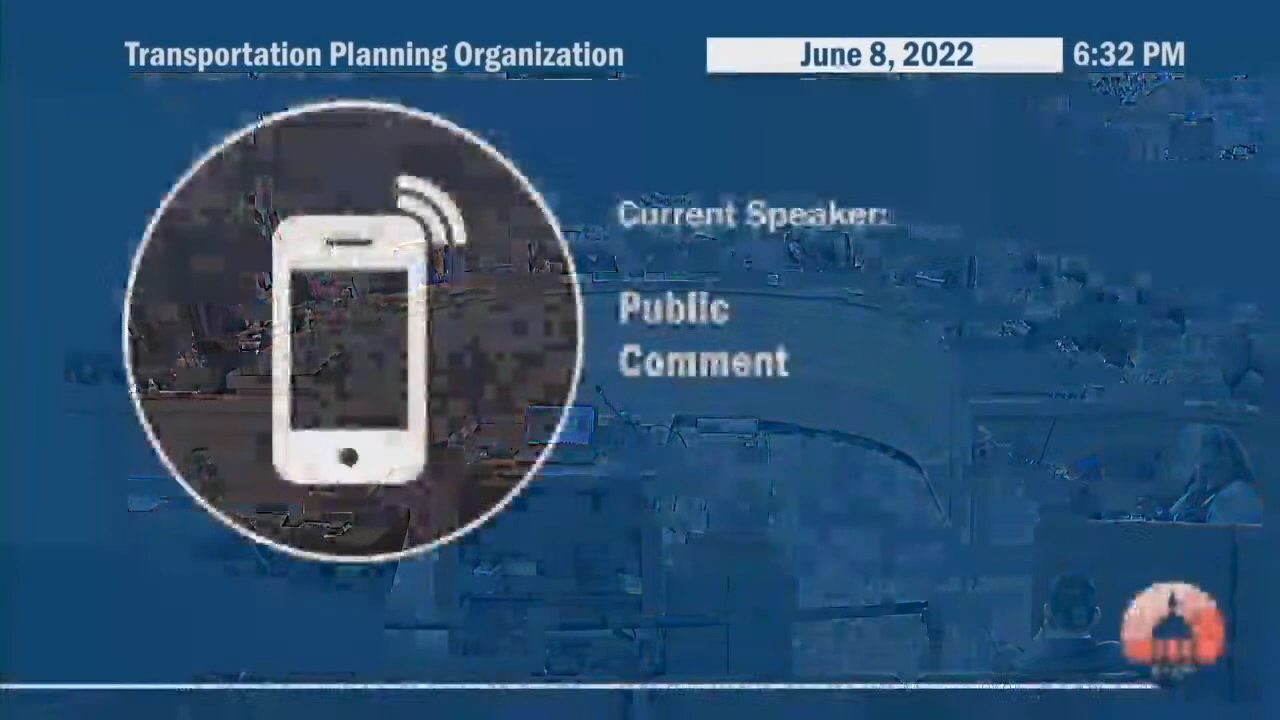 Transportation Planning Organization
June 8, 2022
6:32 PM
Current Speaker:
Public
Comment